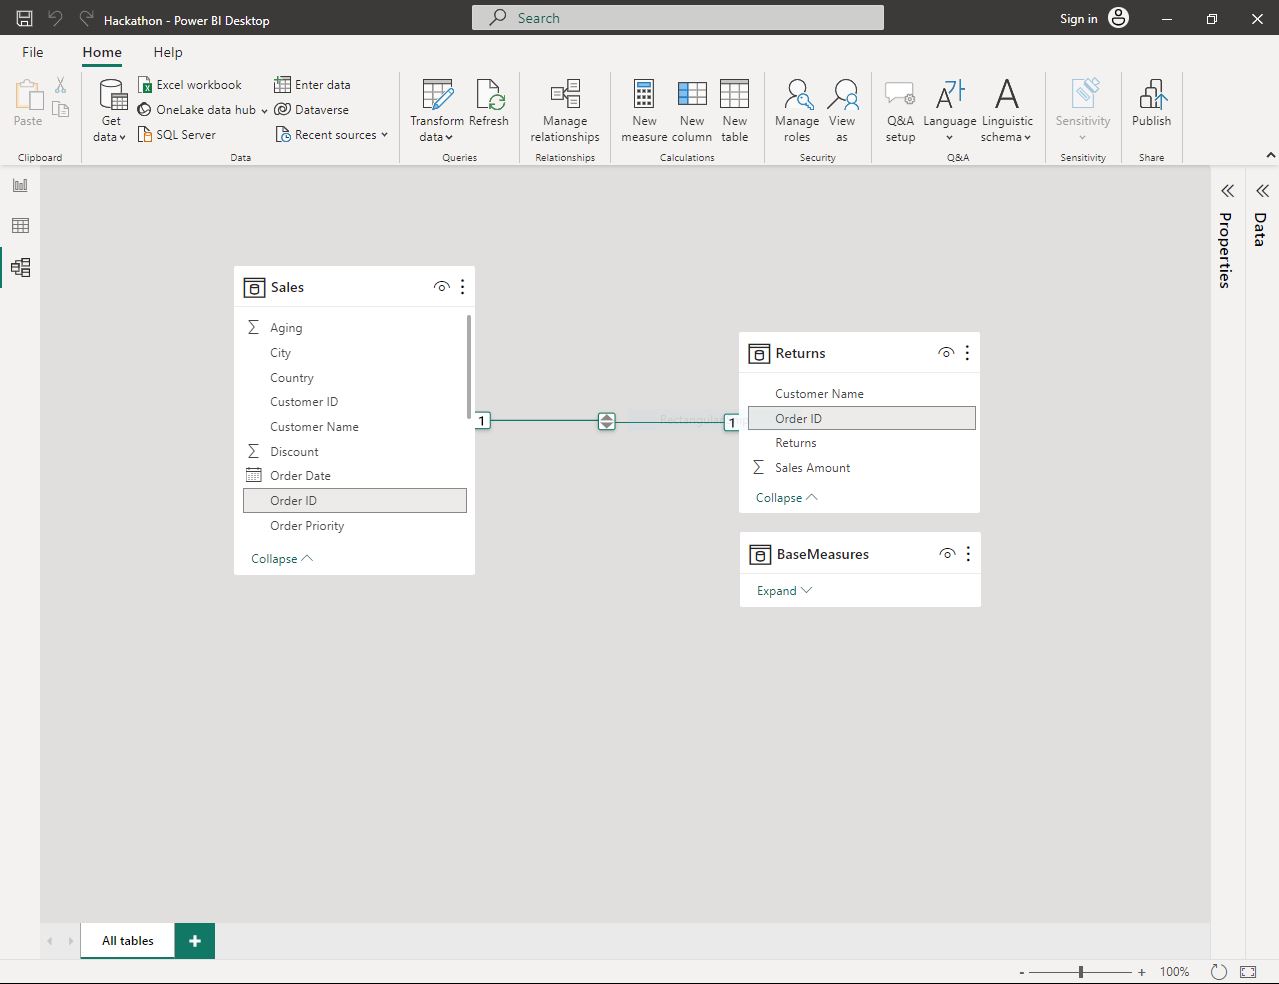 Hackathon - Power BI Desktop
Search
Sign in
File
Home
Help
Paste
Clipboard
Get data
Excel workbook
OneLake data hub
SQL Server
Enter data
Dataverse
Recent sources
Data
Transform data
Refresh
Queries
Manage relationships
Relationships
New measure
New column
New table
Calculations
Manage roles
View as
Security
Q&A setup
Language
Linguistic schema
Q&A
Sensitivity
Sensitivity
Publish
Share
Sales
Aging
City
Country
Customer ID
Customer Name
Discount
Order Date
Order ID
Order Priority
Collapse
1
1
Returns
Customer Name
Order ID
Returns
Sales Amount
Collapse
BaseMeasures
Expand
Properties
Data
All tables
+
- + 100%